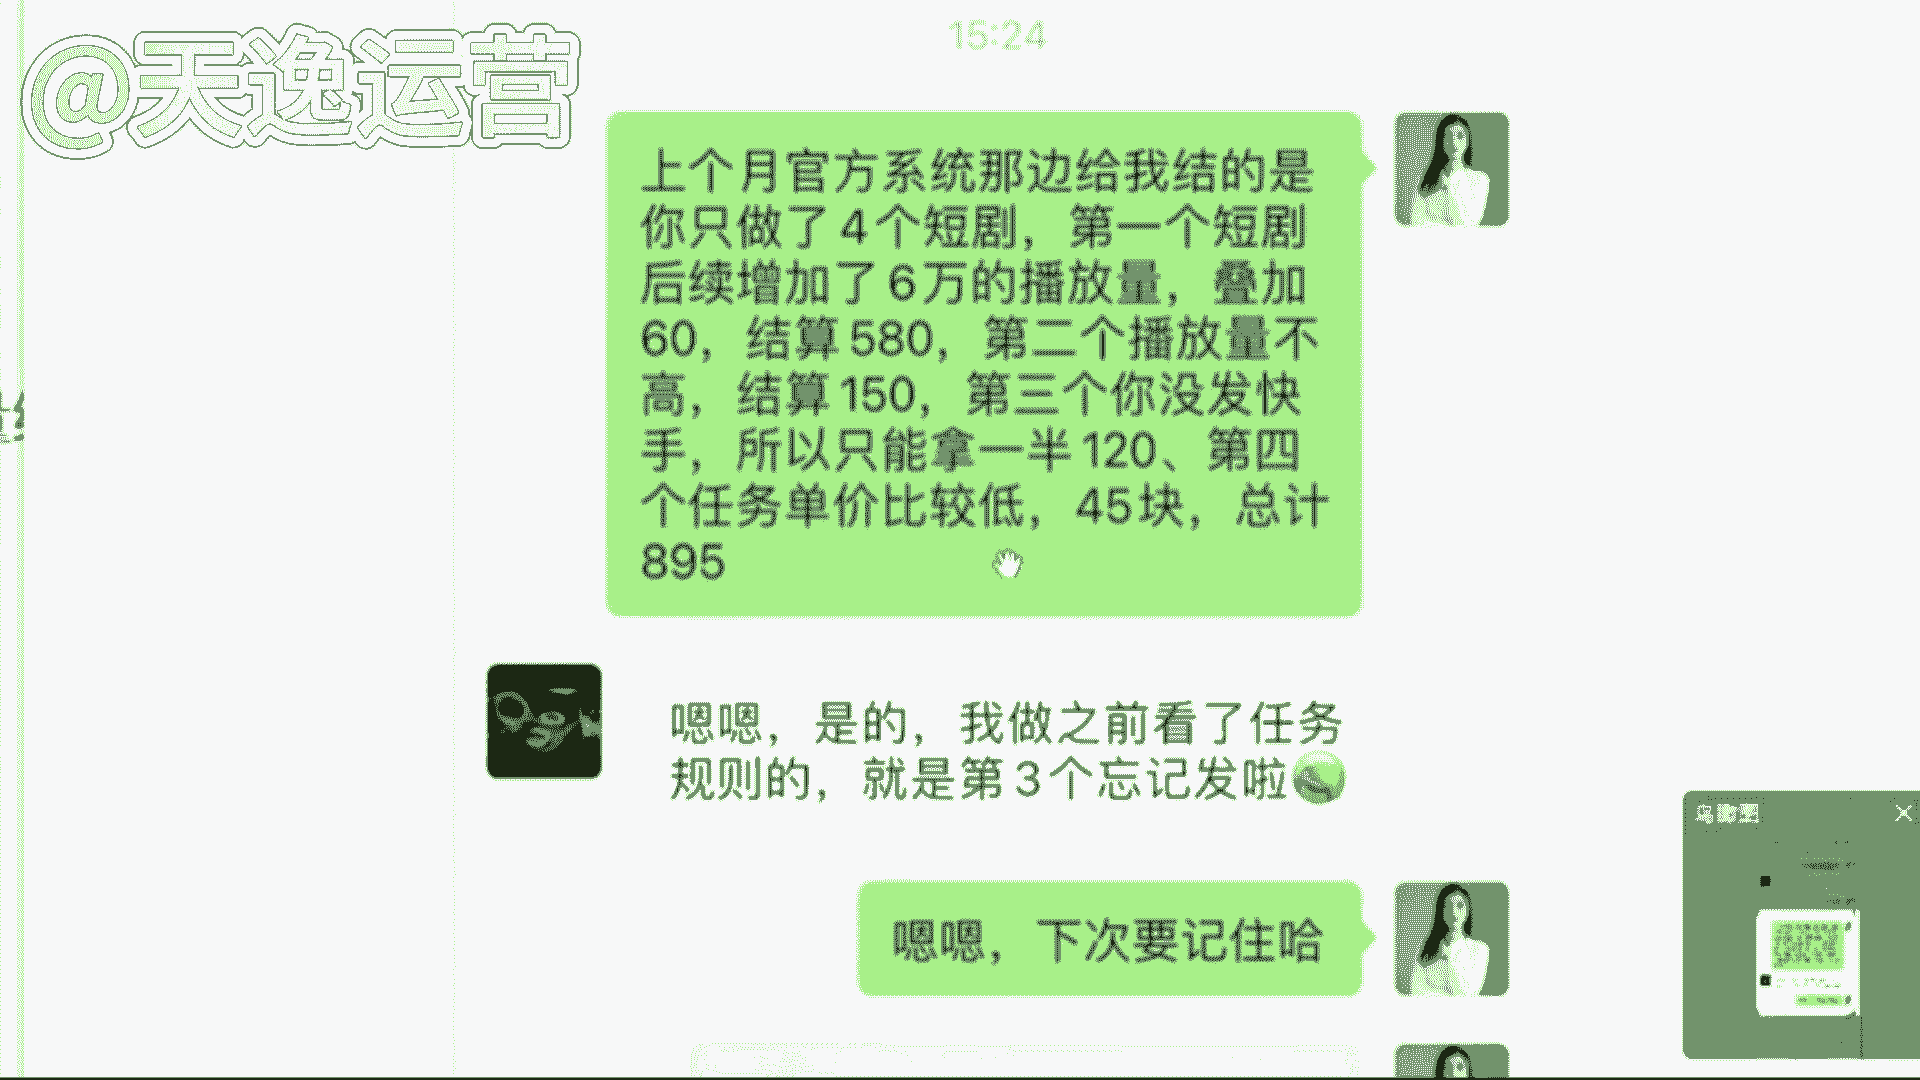 @天逸运营
15:24
上个月官方系统那边给我结的是
你只做了4个短剧，第一个短剧
后续增加了6万的播放量，叠加
60，结算580，第二个播放量不
高，结算150，第三个你没发快
手，所以只能拿一半120、第四
个任务单价比较低，45块，总计
895
嗯嗯，是的，我做之前看了任务
规则的，就是第3个忘记发啦
嗯嗯，下次要记住哈